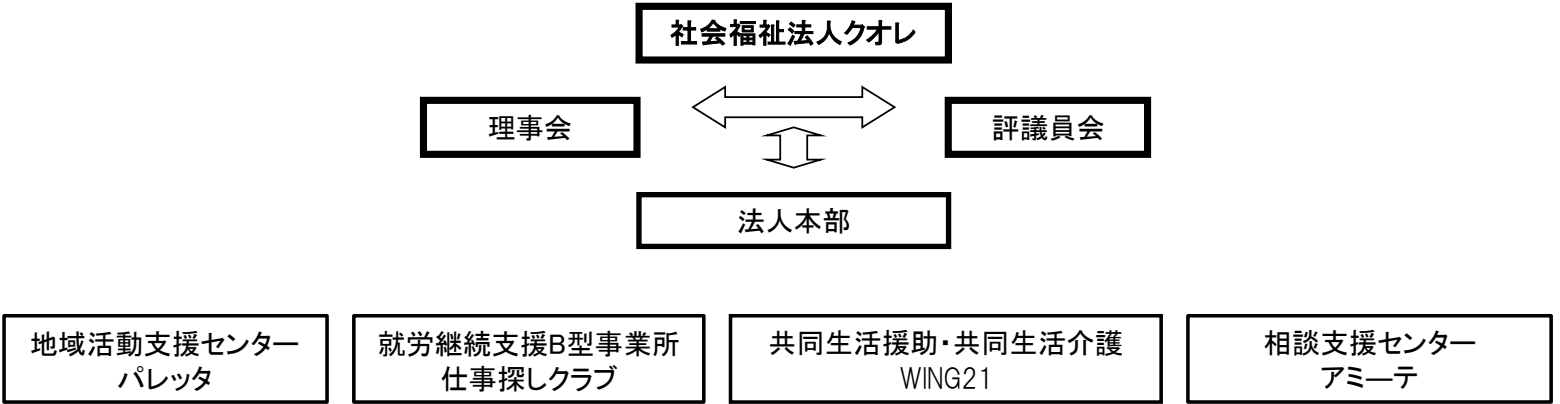 社会福祉法人クオレ
理事会
評議員会
法人本部
地域活動支援センター
パレッタ
就労継続支援B型事業所
仕事探しクラブ
共同生活援助・共同生活介護
WING21
相談支援センター
アミーテ